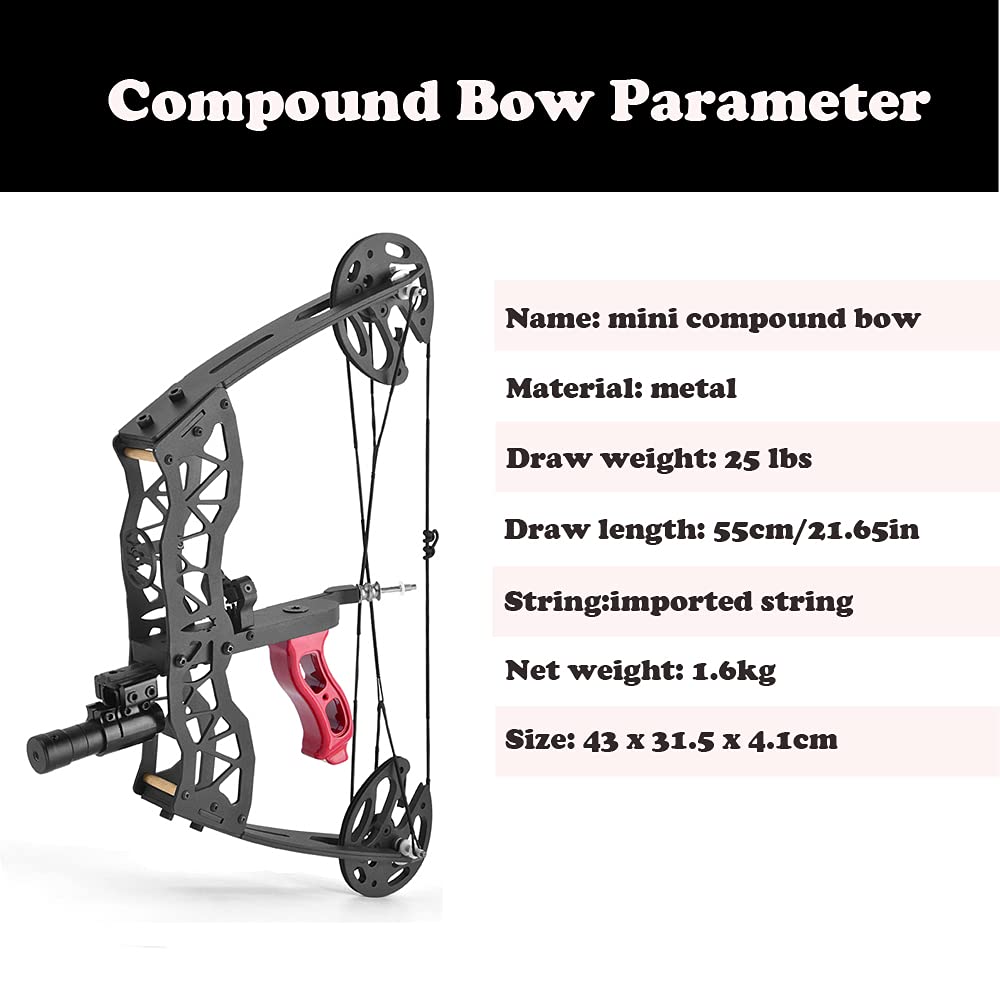 Compound Bow Parameter
Name: mini compound bow
Material: metal
Draw weight: 25 lbs
Draw length: 55cm/21.65in
String:imported string
Net weight: 1.6kg
Size: 43 x 31.5 x 4.1cm